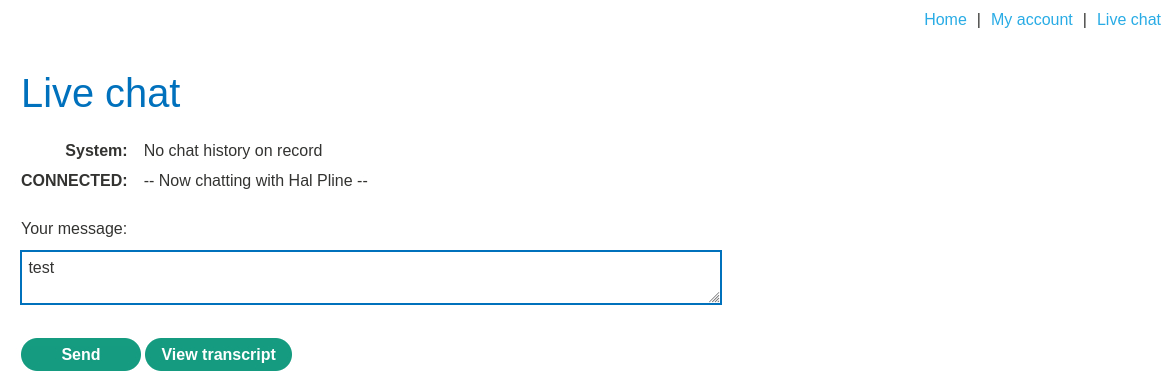 Home | My account | Live chat
Live chat
System: No chat history on record
CONNECTED: -- Now chatting with Hal Pline --
Your message:
test
Send View transcript